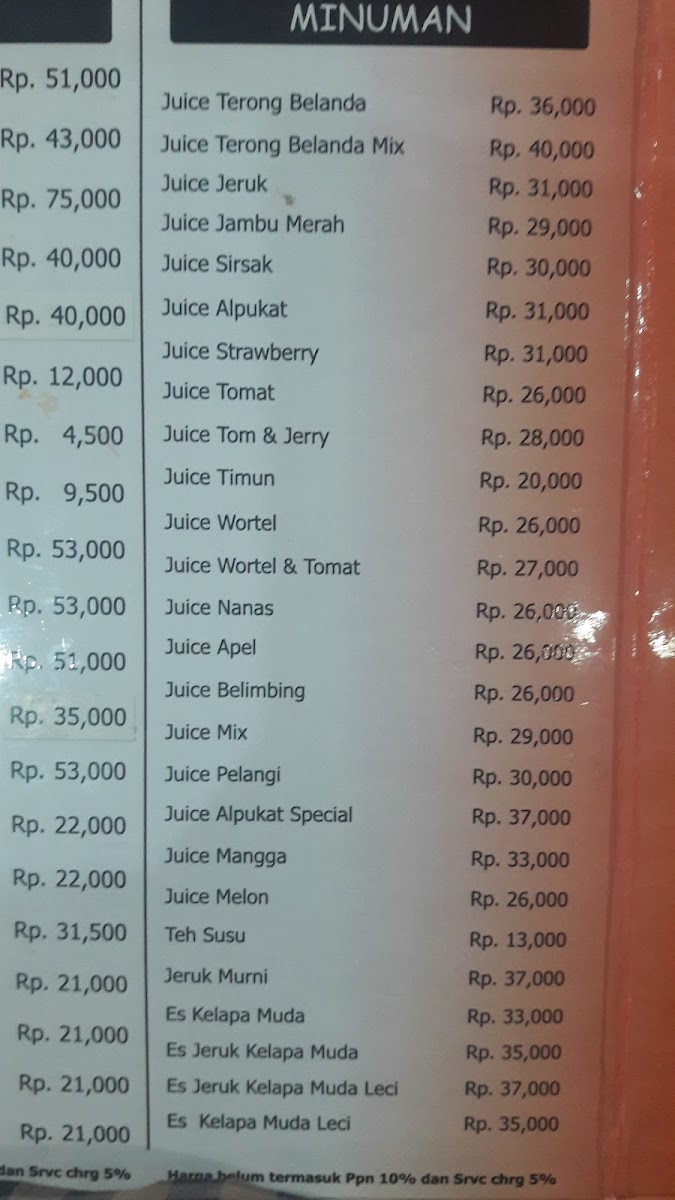 MINUMAN
Rp. 51,000
Rp. 43,000
Rp. 75,000
Rp. 40,000
Rp. 40,000
Rp. 12,000
Rp. 4,500
Rp. 9,500
Rp. 53,000
Rp. 53,000
Rp. 51,000
Rp. 35,000
Rp. 53,000
Rp. 22,000
Rp. 22,000
Rp. 31,500
Rp. 21,000
Rp. 21,000
Rp. 21,000
Rp. 21,000
dan Srvc chrg 5%
Juice Terong Belanda Rp. 36,000
Juice Terong Belanda Mix Rp. 40,000
Juice Jeruk Rp. 31,000
Juice Jambu Merah Rp. 29,000
Juice Sirsak Rp. 30,000
Juice Alpukat Rp. 31,000
Juice Strawberry Rp. 31,000
Juice Tomat Rp. 26,000
Juice Tom & Jerry Rp. 28,000
Juice Timun Rp. 20,000
Juice Wortel Rp. 26,000
Juice Wortel & Tomat Rp. 27,000
Juice Nanas Rp. 26,000
Juice Apel Rp. 26,000
Juice Belimbing Rp. 26,000
Juice Mix Rp. 29,000
Juice Pelangi Rp. 30,000
Juice Alpukat Special Rp. 37,000
Juice Mangga Rp. 33,000
Juice Melon Rp. 26,000
Teh Susu Rp. 13,000
Jeruk Murni Rp. 37,000
Es Kelapa Muda Rp. 33,000
Es Jeruk Kelapa Muda Rp. 35,000
Es Jeruk Kelapa Muda Leci Rp. 37,000
Es Kelapa Muda Leci Rp. 35,000
Harga belum termasuk Ppn 10% dan Srvc chrg 5%